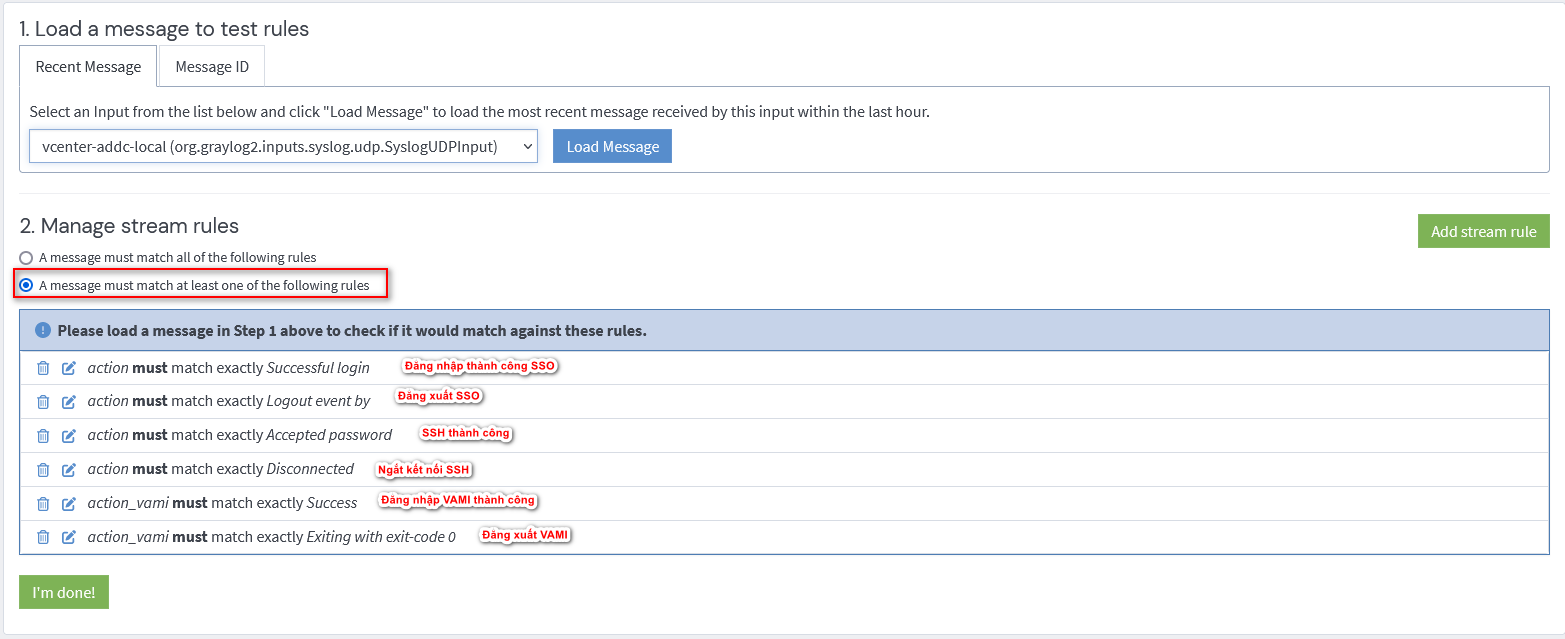 1. Load a message to test rules
Recent Message
Message ID
Select an Input from the list below and click "Load Message" to load the most recent message received by this input within the last hour.
vcenter-addc-local (org.graylog2.inputs.syslog.udp.SyslogUDPInput)
Load Message
2. Manage stream rules
Add stream rule
A message must match all of the following rules
A message must match at least one of the following rules
Please load a message in Step 1 above to check if it would match against these rules.
action must match exactly Successful login Đăng nhập thành công SSO
action must match exactly Logout event by Đăng xuất SSO
action must match exactly Accepted password SSH thành công
action must match exactly Disconnected Ngắt kết nối SSH
action_vami must match exactly Success Đăng nhập VAMI thành công
action_vami must match exactly Exiting with exit-code 0 Đăng xuất VAMI
I'm done!